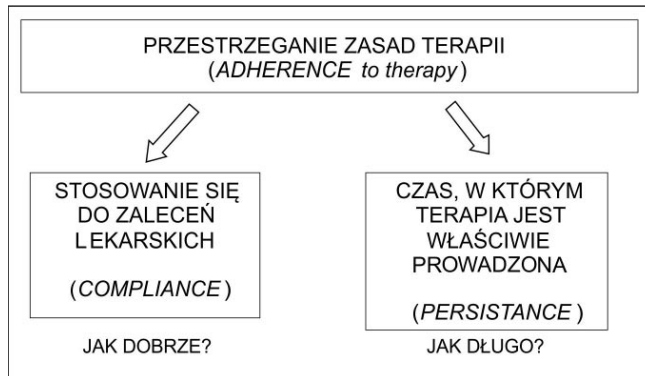 PRZESTRZEGANIE ZASAD TERAPII
(ADHERENCE to therapy)
STOSOWANIE SIĘ
DO ZALECEŃ
LEKARSKICH
(COMPLIANCE)
JAK DOBRZE?
CZAS, W KTÓRYM
TERAPIA JEST
WŁAŚCIWIE
PROWADZONA
(PERSISTANCE)
JAK DŁUGO?